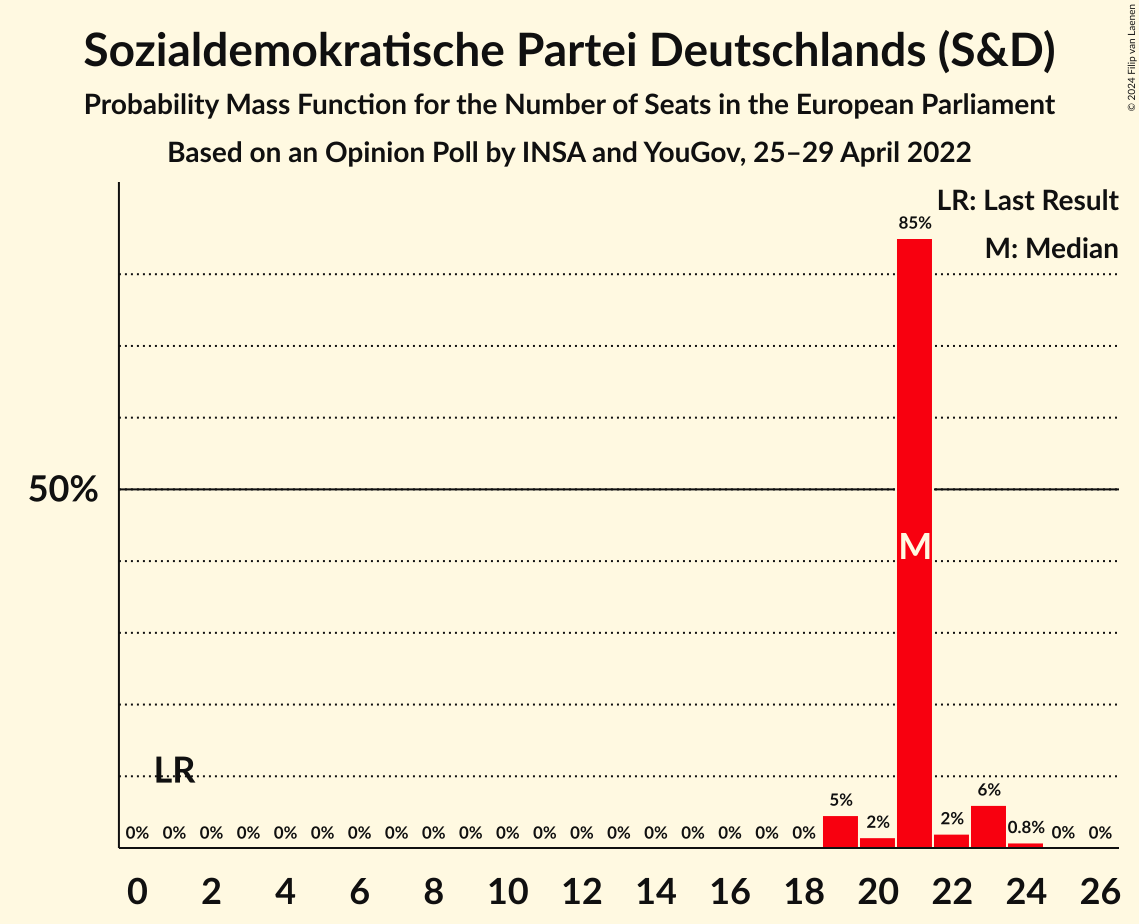 Sozialdemokratische Partei Deutschlands (S&D)
Probability Mass Function for the Number of Seats in the European Parliament
Based on an Opinion Poll by INSA and YouGov, 25–29 April 2022
© 2024 Filip van Laenen
LR: Last Result
M: Median
85%
50%
M
LR
0% 0% 0% 0% 0% 0% 0% 0% 0% 0% 0% 0% 0% 0% 0% 0% 0% 0% 0% 5% 2% 2% 6% 0.8% 0% 0%
0 2 4 6 8 10 12 14 16 18 20 22 24 26